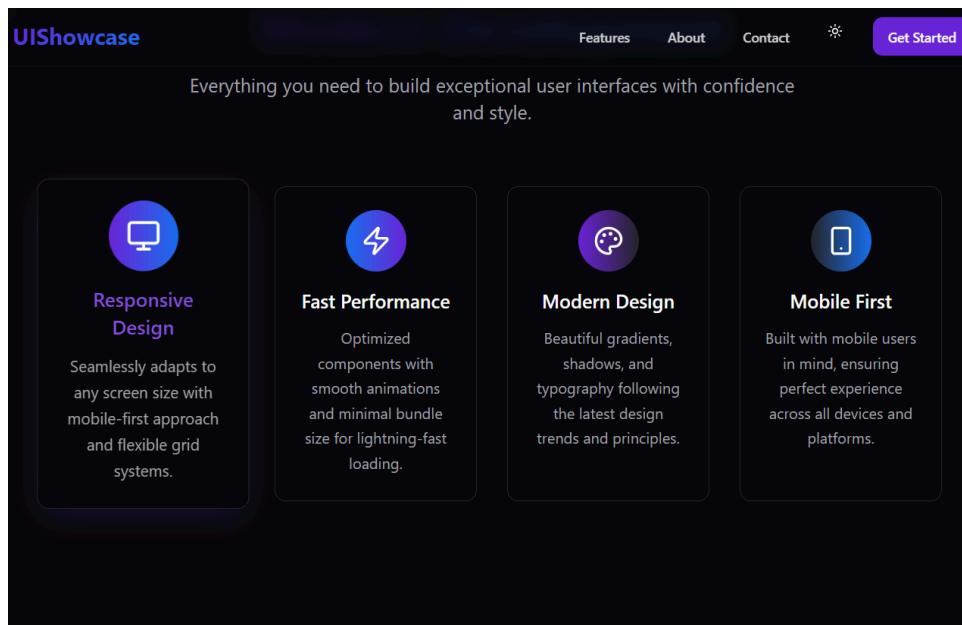 UIShowcase
Features
About
Contact
Get Started
Everything you need to build exceptional user interfaces with confidence
and style.
Responsive
Design
Seamlessly adapts to
any screen size with
mobile-first approach
and flexible grid
systems.
Fast Performance
Optimized
components with
smooth animations
and minimal bundle
size for lightning-fast
loading.
Modern Design
Beautiful gradients,
shadows, and
typography following
the latest design
trends and principles.
Mobile First
Built with mobile users
in mind, ensuring
perfect experience
across all devices and
platforms.